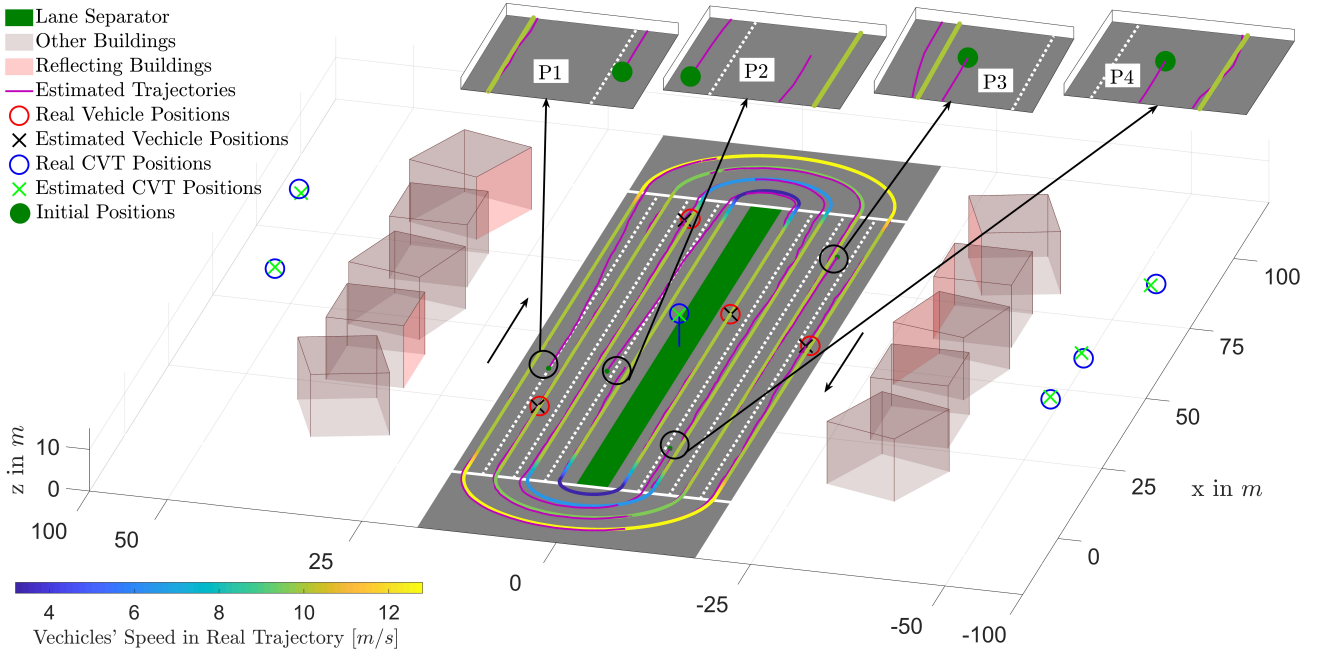 Lane Separator
Other Buildings
Reflecting Buildings
Estimated Trajectories
Real Vehicle Positions
Estimated Vechicle Positions
Real CVT Positions
Estimated CVT Positions
Initial Positions
P1
P2
P3
P4
z in m
10
0
100
50
25
0
-25
-50
-100
x in m
100
75
50
25
0
4
6
8
10
12
Vechicles' Speed in Real Trajectory [m/s]